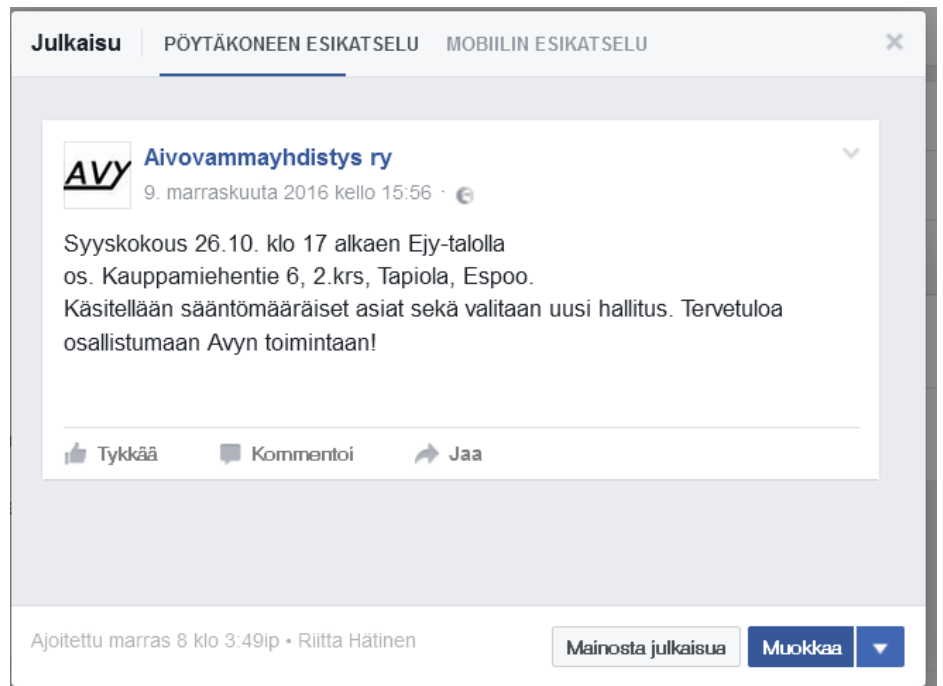 Julkaisu PÖYTÄKONEEN ESIKATSELU MOBIILIN ESIKATSELU
AVY
Aivovammayhdistys ry
9. marraskuuta 2016 kello 15:56 ·
Syyskokous 26.10. klo 17 alkaen Ejy-talolla
os. Kauppamiehentie 6, 2.krs, Tapiola, Espoo.
Käsitellään sääntömääräiset asiat sekä valitaan uusi hallitus. Tervetuloa
osallistumaan Avyn toimintaan!
Tykkää Kommentoi Jaa
Ajoitettu marras 8 klo 3:49ip • Riitta Hätinen Mainosta julkaisua Muokkaa